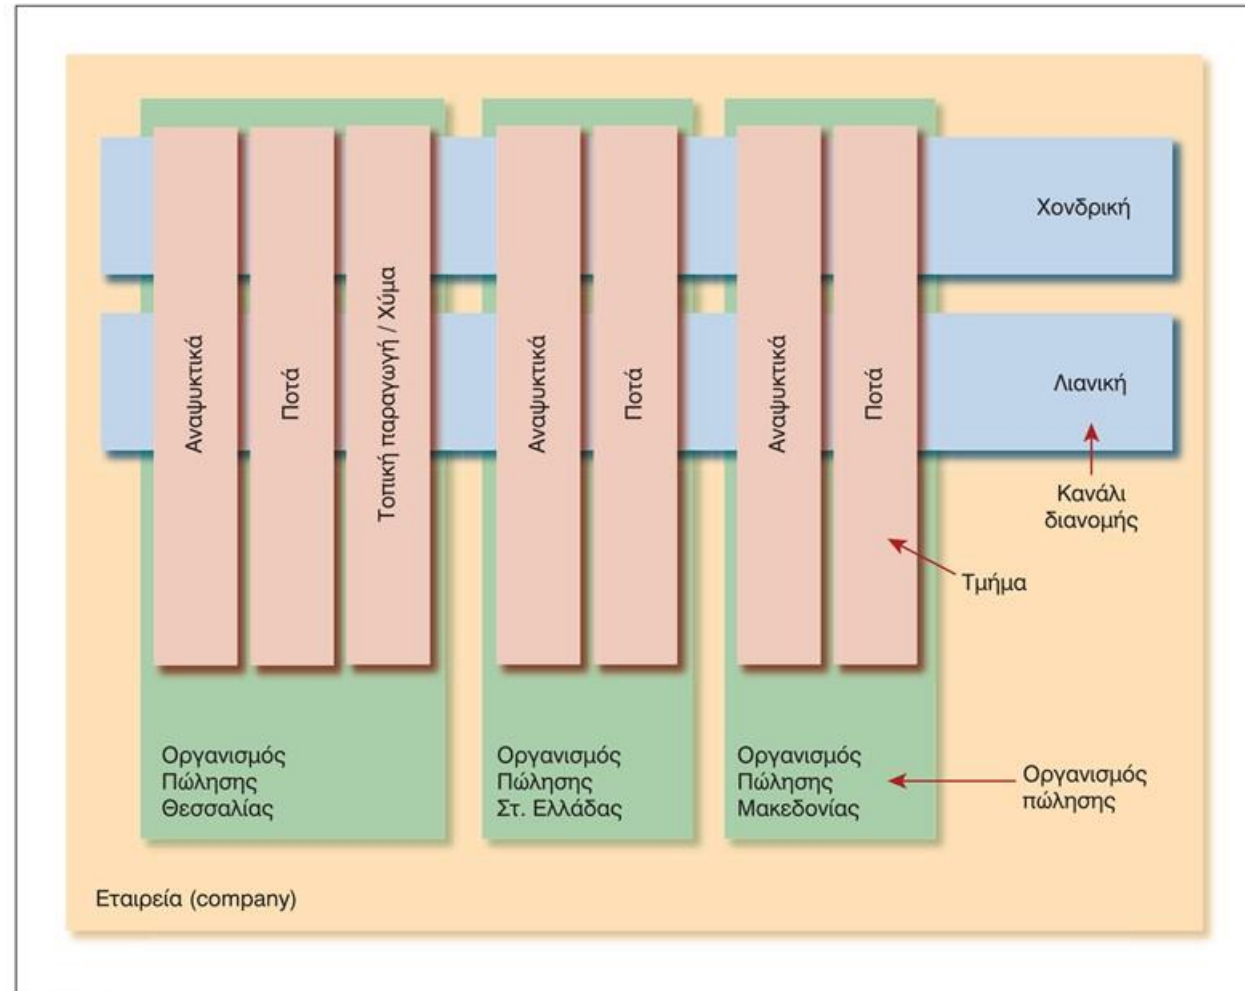 Αναψυκτικά
Ποτά
Τοπική παραγωγή / Χύμα
Αναψυκτικά
Ποτά
Αναψυκτικά
Ποτά
Χονδρική
Λιανική
Κανάλι
διανομής
Τμήμα
Οργανισμός
Πώλησης
Θεσσαλίας
Οργανισμός
Πώλησης
Στ. Ελλάδας
Οργανισμός
Πώλησης
Μακεδονίας
Οργανισμός
πώλησης
Εταιρεία (company)